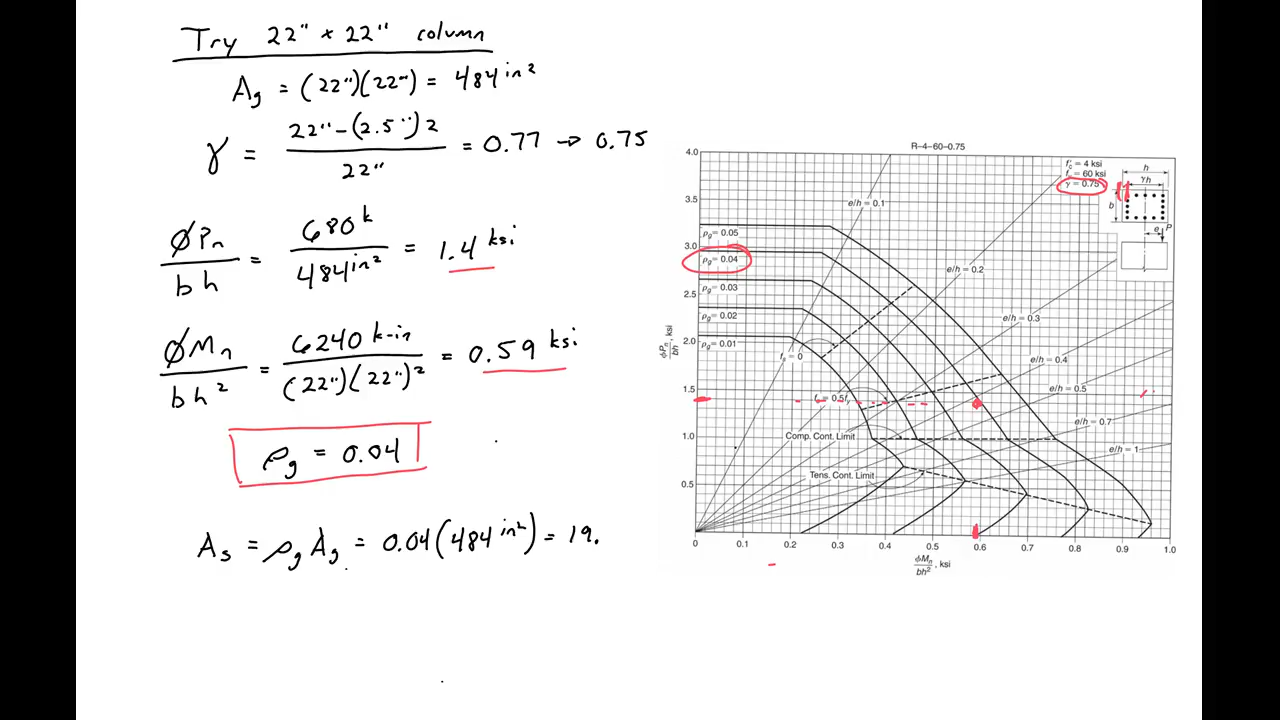 Try 22" × 22" column
Ag = (22")(22") = 484 in²
γ = (22" - (2.5")2) / 22" = 0.77 → 0.75
ϕPn / bh = 680 k / 484 in² = 1.4 ksi
ϕMn / bh² = 6240 k-in / (22")(22")² = 0.59 ksi
ρg = 0.04
As = ρg Ag = 0.04(484 in²) = 19.
R-4-60-0.75
f'c = 4 ksi
fy = 60 ksi
γ = 0.75
h
γh
b
e
P
4.0
3.5
3.0
2.5
2.0
1.5
1.0
0.5
ϕPn / bh, ksi
ρg = 0.05
ρg = 0.04
ρg = 0.03
ρg = 0.02
ρg = 0.01
e/h = 0.1
e/h = 0.2
e/h = 0.3
e/h = 0.4
e/h = 0.5
e/h = 0.7
e/h = 1
fs = 0
fs = 0.5fy
Comp. Cont. Limit
Tens. Cont. Limit
0 0.1 0.2 0.3 0.4 0.5 0.6 0.7 0.8 0.9 1.0
ϕMn / bh², ksi